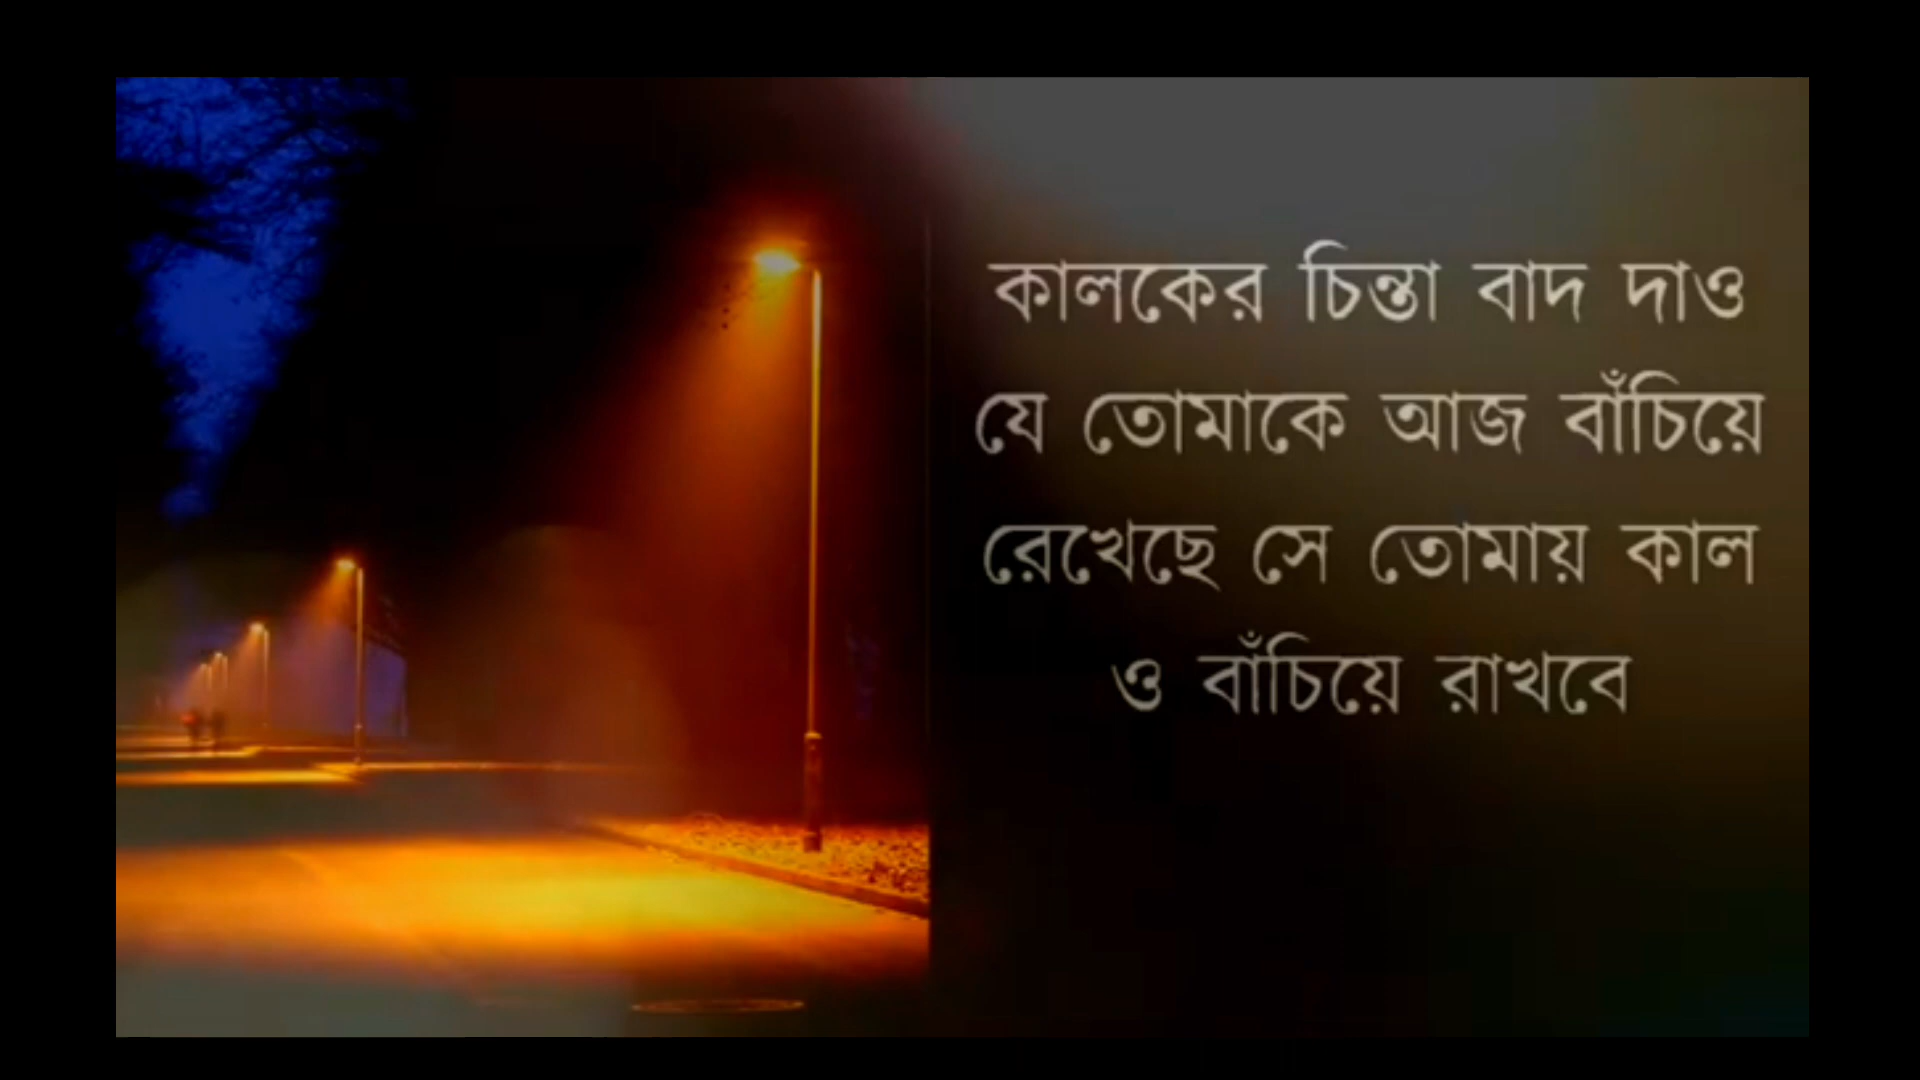 কালকের চিন্তা বাদ দাও
যে তোমাকে আজ বাঁচিয়ে
রেখেছে সে তোমায় কাল
ও বাঁচিয়ে রাখবে